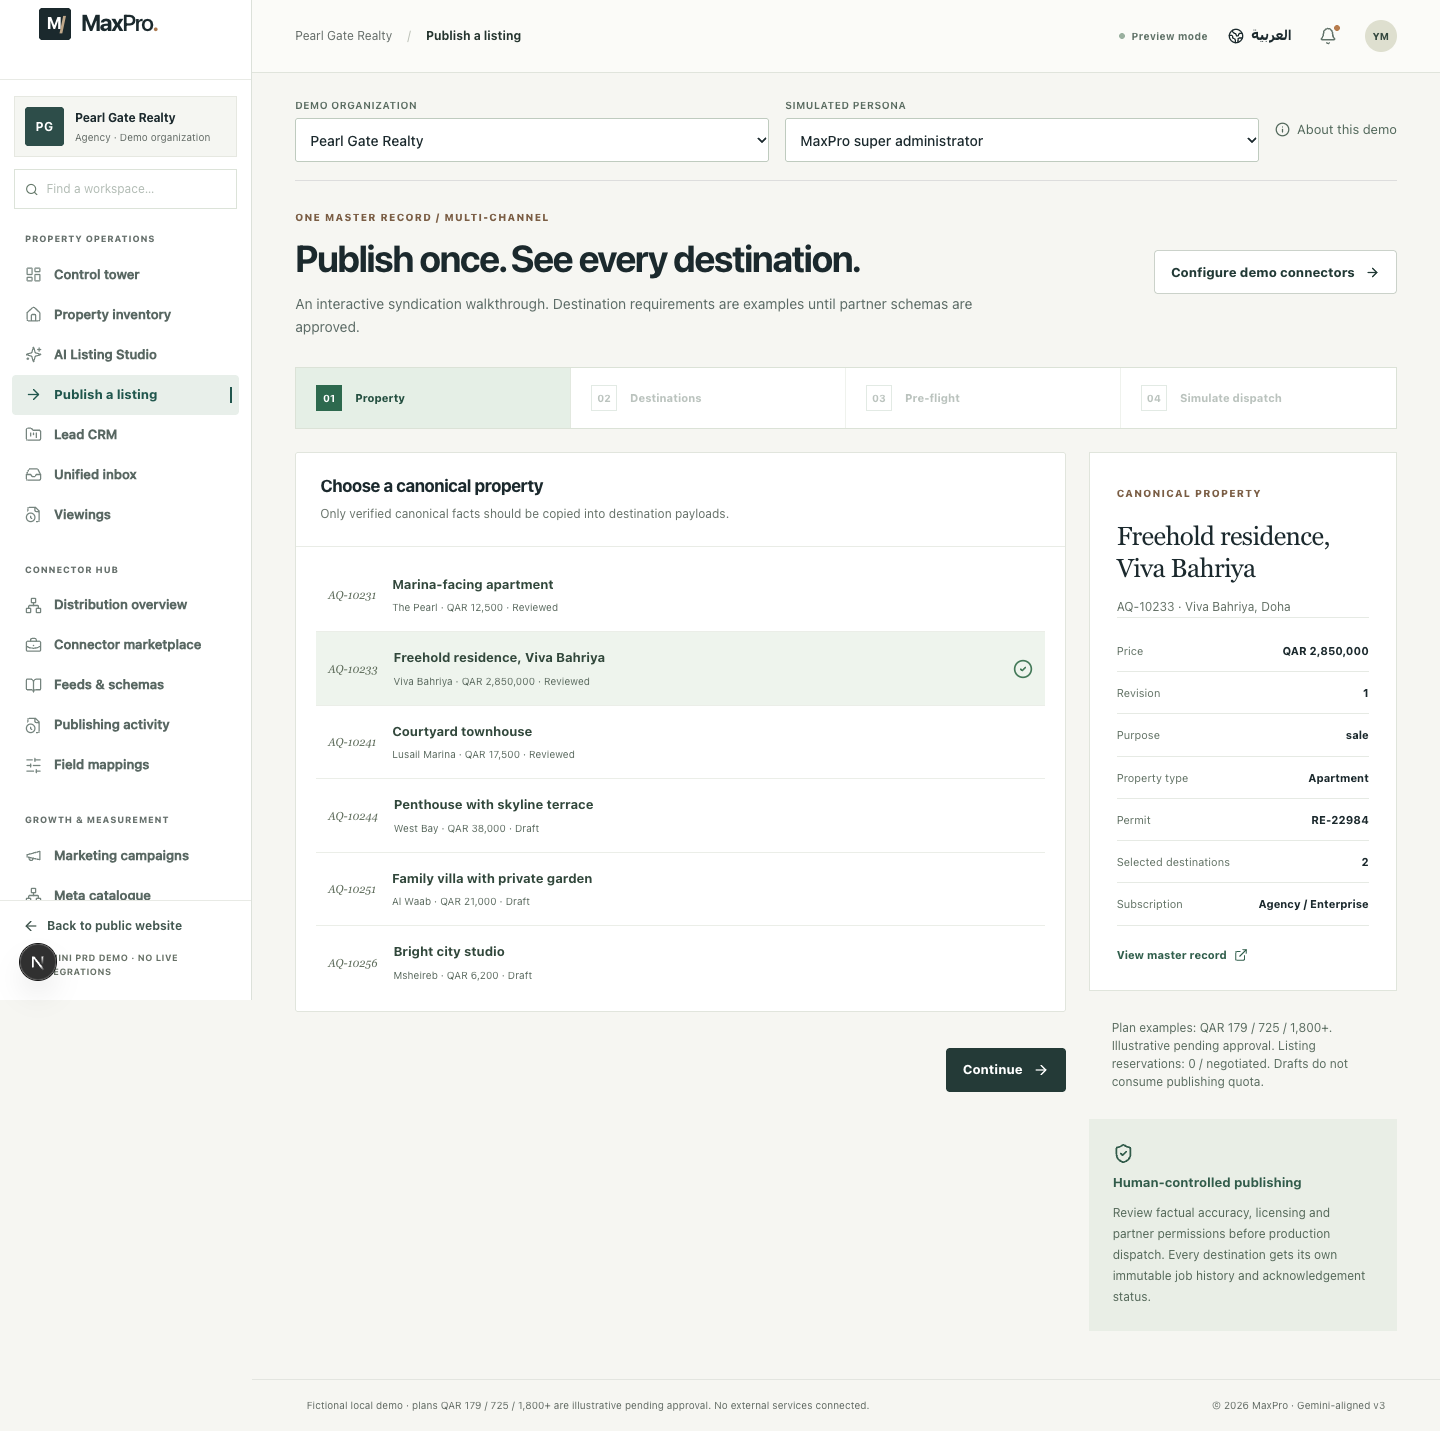 M/ MaxPro.
PG
Pearl Gate Realty
Agency · Demo organization
Find a workspace...
PROPERTY OPERATIONS
Control tower
Property inventory
AI Listing Studio
Publish a listing
Lead CRM
Unified inbox
Viewings
CONNECTOR HUB
Distribution overview
Connector marketplace
Feeds & schemas
Publishing activity
Field mappings
GROWTH & MEASUREMENT
Marketing campaigns
Meta catalogue
Back to public website
INI PRD DEMO · NO LIVE
EGRATIONS
N
Pearl Gate Realty / Publish a listing
Preview mode
العربية
YM
DEMO ORGANIZATION
Pearl Gate Realty
SIMULATED PERSONA
MaxPro super administrator
About this demo
ONE MASTER RECORD / MULTI-CHANNEL
Publish once. See every destination.
An interactive syndication walkthrough. Destination requirements are examples until partner schemas are
approved.
Configure demo connectors
01 Property
02 Destinations
03 Pre-flight
04 Simulate dispatch
Choose a canonical property
Only verified canonical facts should be copied into destination payloads.
AQ-10231
Marina-facing apartment
The Pearl · QAR 12,500 · Reviewed
AQ-10233
Freehold residence, Viva Bahriya
Viva Bahriya · QAR 2,850,000 · Reviewed
AQ-10241
Courtyard townhouse
Lusail Marina · QAR 17,500 · Reviewed
AQ-10244
Penthouse with skyline terrace
West Bay · QAR 38,000 · Draft
AQ-10251
Family villa with private garden
Al Waab · QAR 21,000 · Draft
AQ-10256
Bright city studio
Msheireb · QAR 6,200 · Draft
Continue
CANONICAL PROPERTY
Freehold residence,
Viva Bahriya
AQ-10233 · Viva Bahriya, Doha
Price QAR 2,850,000
Revision 1
Purpose sale
Property type Apartment
Permit RE-22984
Selected destinations 2
Subscription Agency / Enterprise
View master record
Plan examples: QAR 179 / 725 / 1,800+.
Illustrative pending approval. Listing
reservations: 0 / negotiated. Drafts do not
consume publishing quota.
Human-controlled publishing
Review factual accuracy, licensing and
partner permissions before production
dispatch. Every destination gets its own
immutable job history and acknowledgement
status.
Fictional local demo · plans QAR 179 / 725 / 1,800+ are illustrative pending approval. No external services connected.
© 2026 MaxPro · Gemini-aligned v3